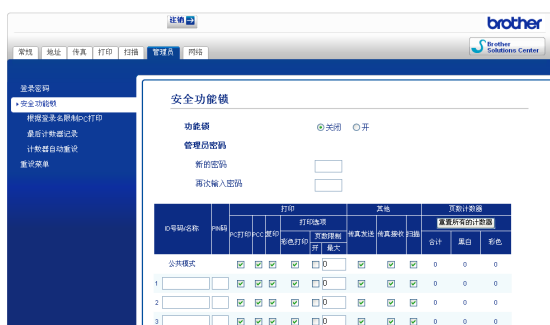 注销
brother
Brother
Solutions Center
常规 地址 传真 打印 扫描 管理员 网络
登录密码
安全功能锁
根据登录名限制PC打印
最后计数器记录
计数器自动重设
重设菜单
安全功能锁
功能锁 关闭 开
管理员密码
新的密码
再次输入密码
打印 其他 页数计数器
ID号码/名称 PIN码 PC打印 PCC 复印 打印选项 传真发送 传真接收 扫描 重置所有的计数器
彩色打印 页数限制 合计 黑白 彩色
开 最大
公共模式 0 0 0 0
1 0 0 0 0
2 0 0 0 0
3 0 0 0 0